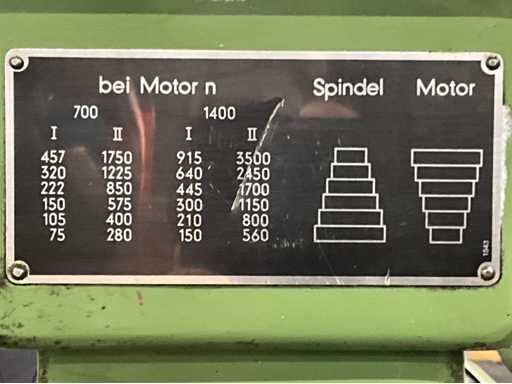 bei Motor n Spindel Motor
700 1400
I II I II
457 1750 915 3500
320 1225 640 2450
222 850 445 1700
150 575 300 1150
105 400 210 800
75 280 150 560
1543